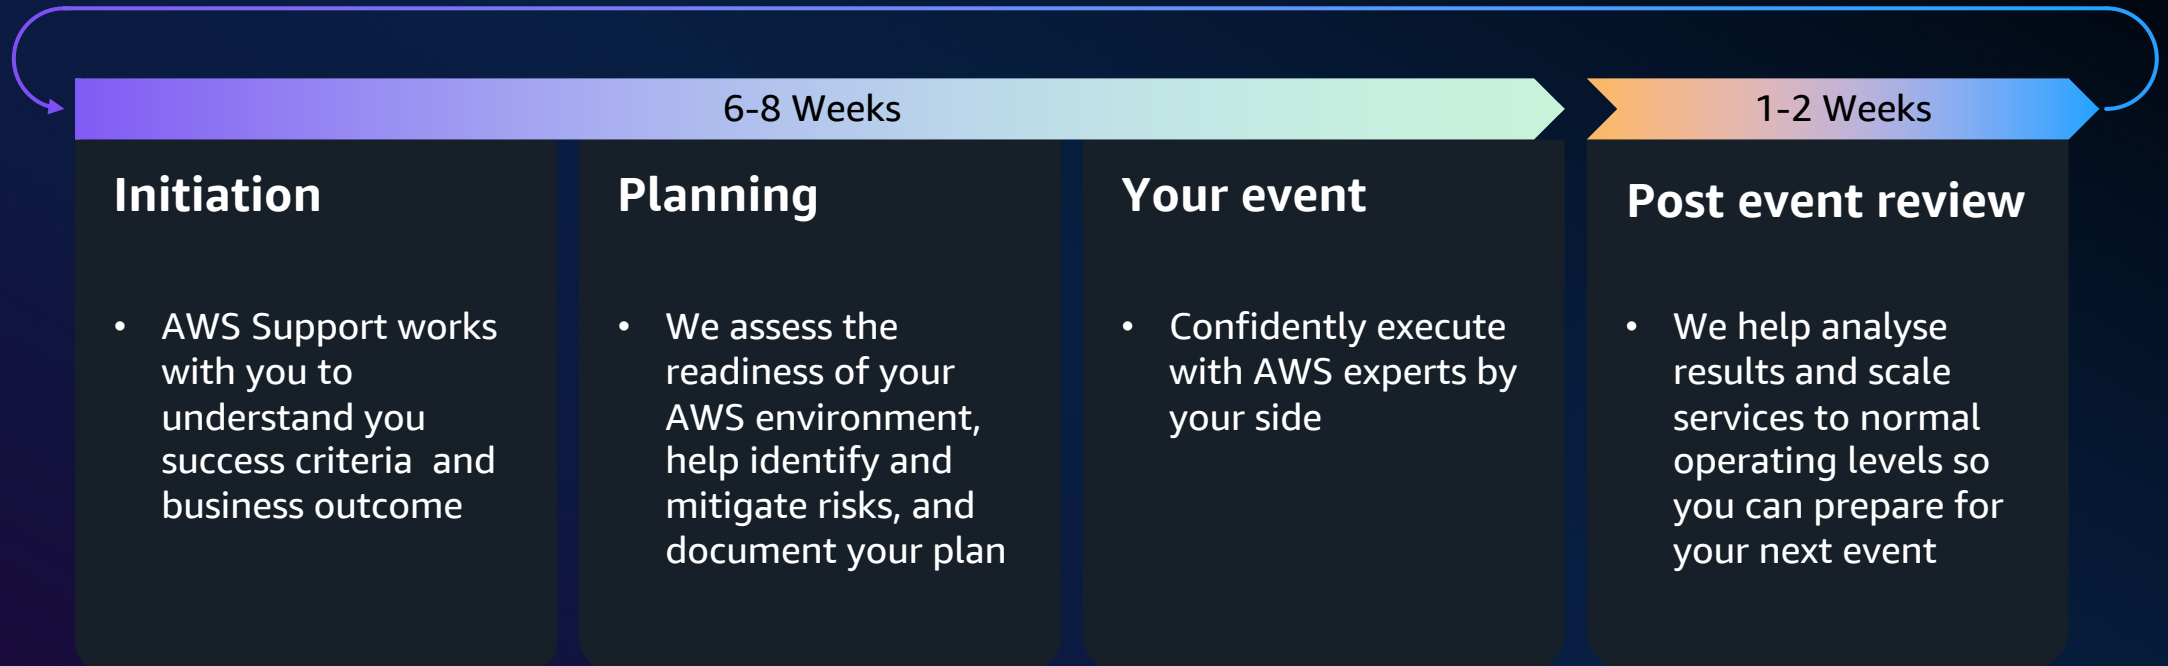 6-8 Weeks
1-2 Weeks
Initiation
• AWS Support works
with you to
understand you
success criteria  and
business outcome
Planning
• We assess the
readiness of your
AWS environment,
help identify and
mitigate risks, and
document your plan
Your event
• Confidently execute
with AWS experts by
your side
Post event review
• We help analyse
results and scale
services to normal
operating levels so
you can prepare for
your next event